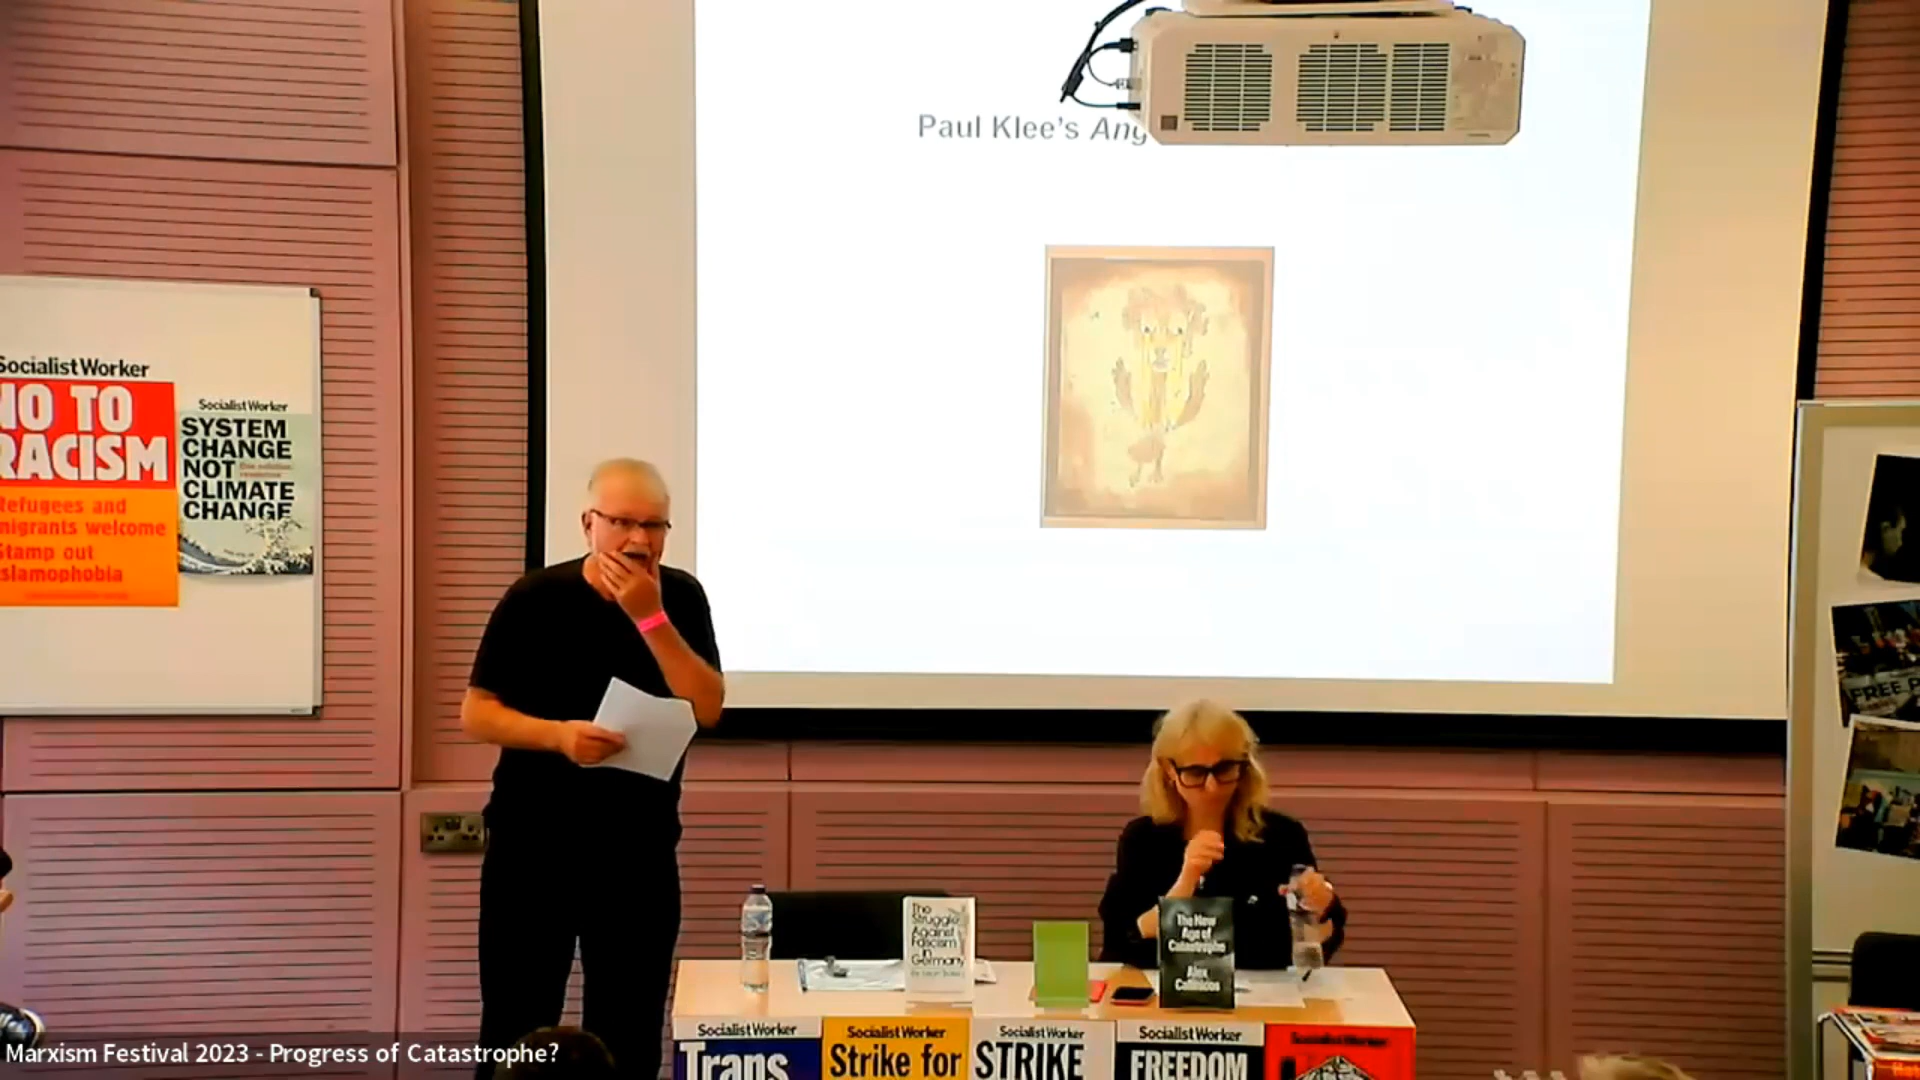 Paul Klee's Ang
Socialist Worker
NO TO
RACISM
Refugees and
migrants welcome
Stamp out
Islamophobia
Socialist Worker
SYSTEM
CHANGE
NOT
CLIMATE
CHANGE
FREE P
The
Struggle
Against
Fascism
in
Germany
The New
Age of
Catastrophe
Alex
Callinicos
Socialist Worker
Trans
Socialist Worker
Strike for
Socialist Worker
STRIKE
Socialist Worker
FREEDOM
Socialist Worker
Marxism Festival 2023 - Progress of Catastrophe?